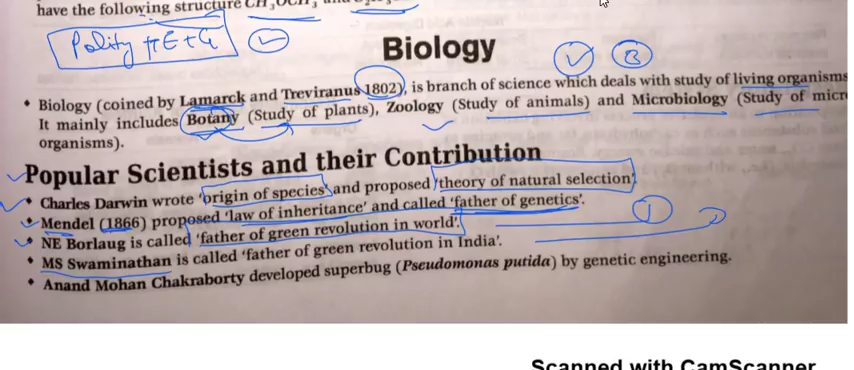 have the following structure CH3OCH3 and
Polity + E + G
Biology
B
• Biology (coined by Lamarck and Treviranus 1802), is branch of science which deals with study of living organisms
It mainly includes Botany (Study of plants), Zoology (Study of animals) and Microbiology (Study of micr
organisms).
Popular Scientists and their Contribution
• Charles Darwin wrote 'origin of species' and proposed 'theory of natural selection'.
• Mendel (1866) proposed 'law of inheritance' and called 'father of genetics'.
• NE Borlaug is called 'father of green revolution in world'.
• MS Swaminathan is called 'father of green revolution in India'.
• Anand Mohan Chakraborty developed superbug (Pseudomonas putida) by genetic engineering.
Scanned with CamScanner